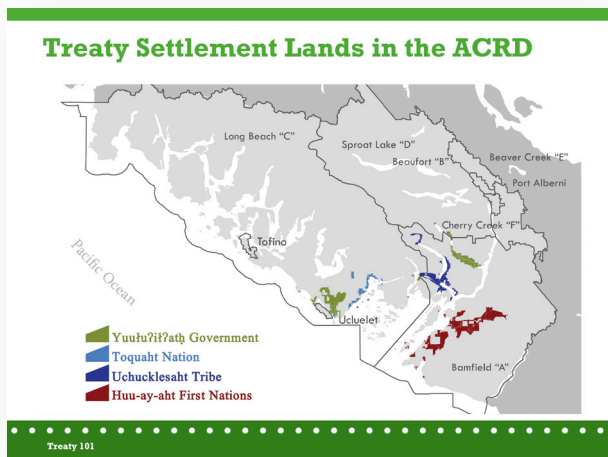 Treaty Settlement Lands in the ACRD
Long Beach "C"
Sproat Lake "D"
Beaufort "B"
Beaver Creek "E"
Port Alberni
Cherry Creek "F"
Tofino
Pacific Ocean
Ucluelet
Bamfield "A"
Yuułuʔiłʔatḥ Government
Toquaht Nation
Uchucklesaht Tribe
Huu-ay-aht First Nations
Treaty 101